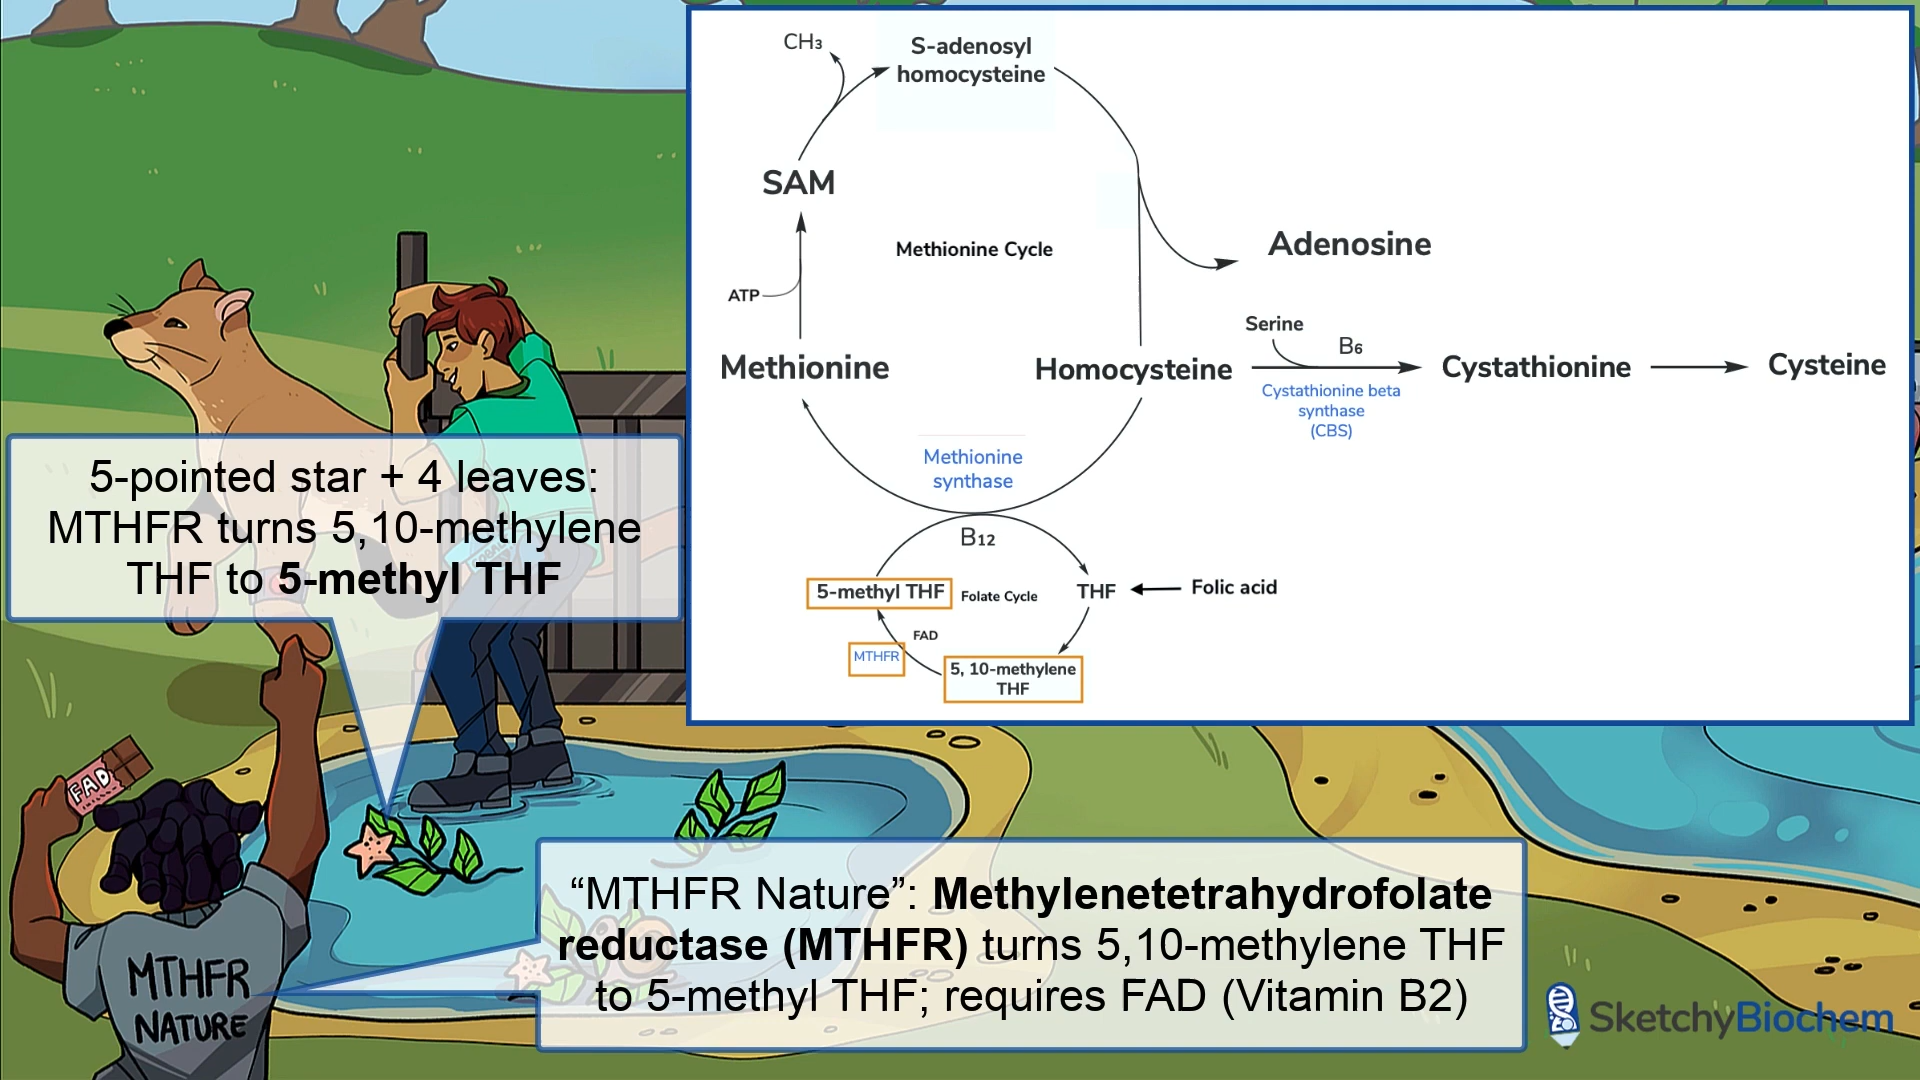 CH₃
S-adenosyl
homocysteine
SAM
Methionine Cycle
Adenosine
ATP
Serine
B₆
Methionine
Homocysteine
Cystathionine
Cysteine
Cystathionine beta
synthase
(CBS)
Methionine
synthase
B₁₂
5-methyl THF
Folate Cycle
THF
Folic acid
FAD
MTHFR
5, 10-methylene
THF
5-pointed star + 4 leaves:
MTHFR turns 5,10-methylene
THF to 5-methyl THF
FAD
MTHFR
NATURE
“MTHFR Nature”: Methylenetetrahydrofolate
reductase (MTHFR) turns 5,10-methylene THF
to 5-methyl THF; requires FAD (Vitamin B2)
SketchyBiochem